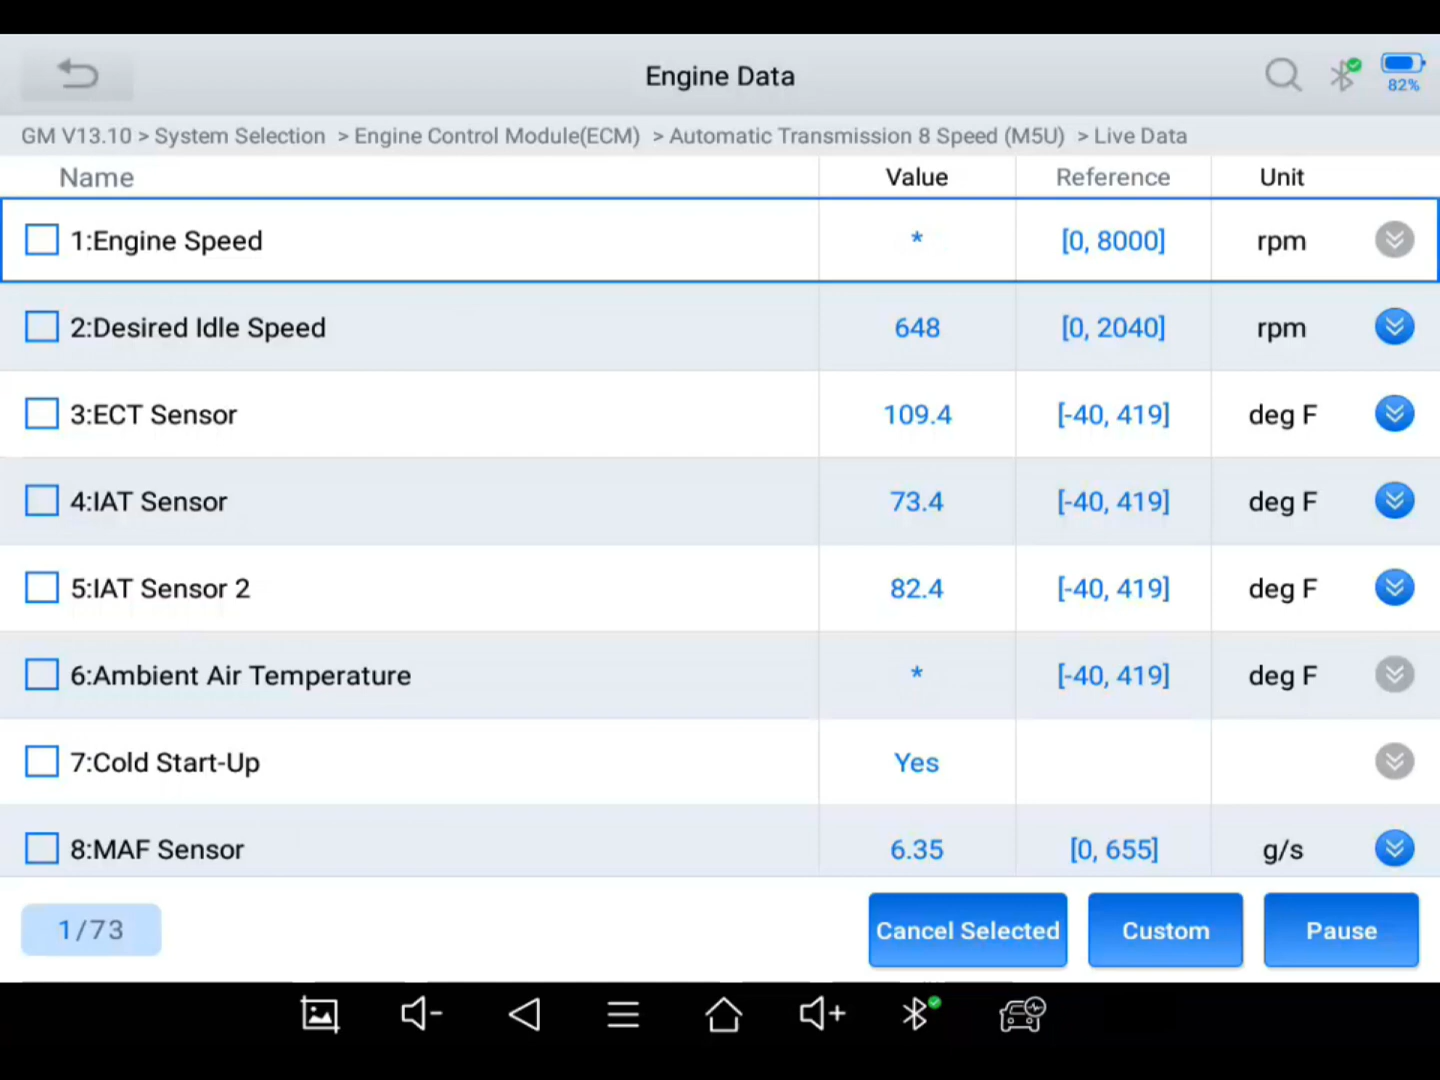 Engine Data
82%
GM V13.10 > System Selection > Engine Control Module(ECM) > Automatic Transmission 8 Speed (M5U) > Live Data
Name Value Reference Unit
1:Engine Speed * [0, 8000] rpm
2:Desired Idle Speed 648 [0, 2040] rpm
3:ECT Sensor 109.4 [-40, 419] deg F
4:IAT Sensor 73.4 [-40, 419] deg F
5:IAT Sensor 2 82.4 [-40, 419] deg F
6:Ambient Air Temperature * [-40, 419] deg F
7:Cold Start-Up Yes
8:MAF Sensor 6.35 [0, 655] g/s
1/73 Cancel Selected Custom Pause